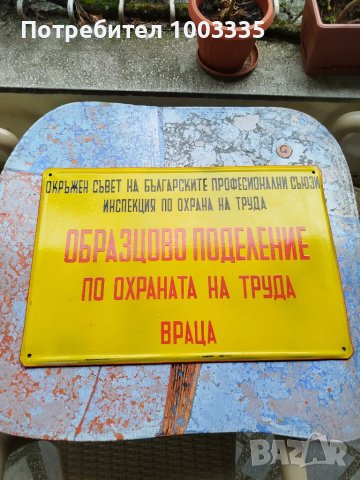 Потребител 1003335
ОКРЪЖЕН СЪВЕТ НА БЪЛГАРСКИТЕ ПРОФЕСИОНАЛНИ СЪЮЗИ
ИНСПЕКЦИЯ ПО ОХРАНА НА ТРУДА
ОБРАЗЦОВО ПОДЕЛЕНИЕ
ПО ОХРАНАТА НА ТРУДА
ВРАЦА
BAZAR